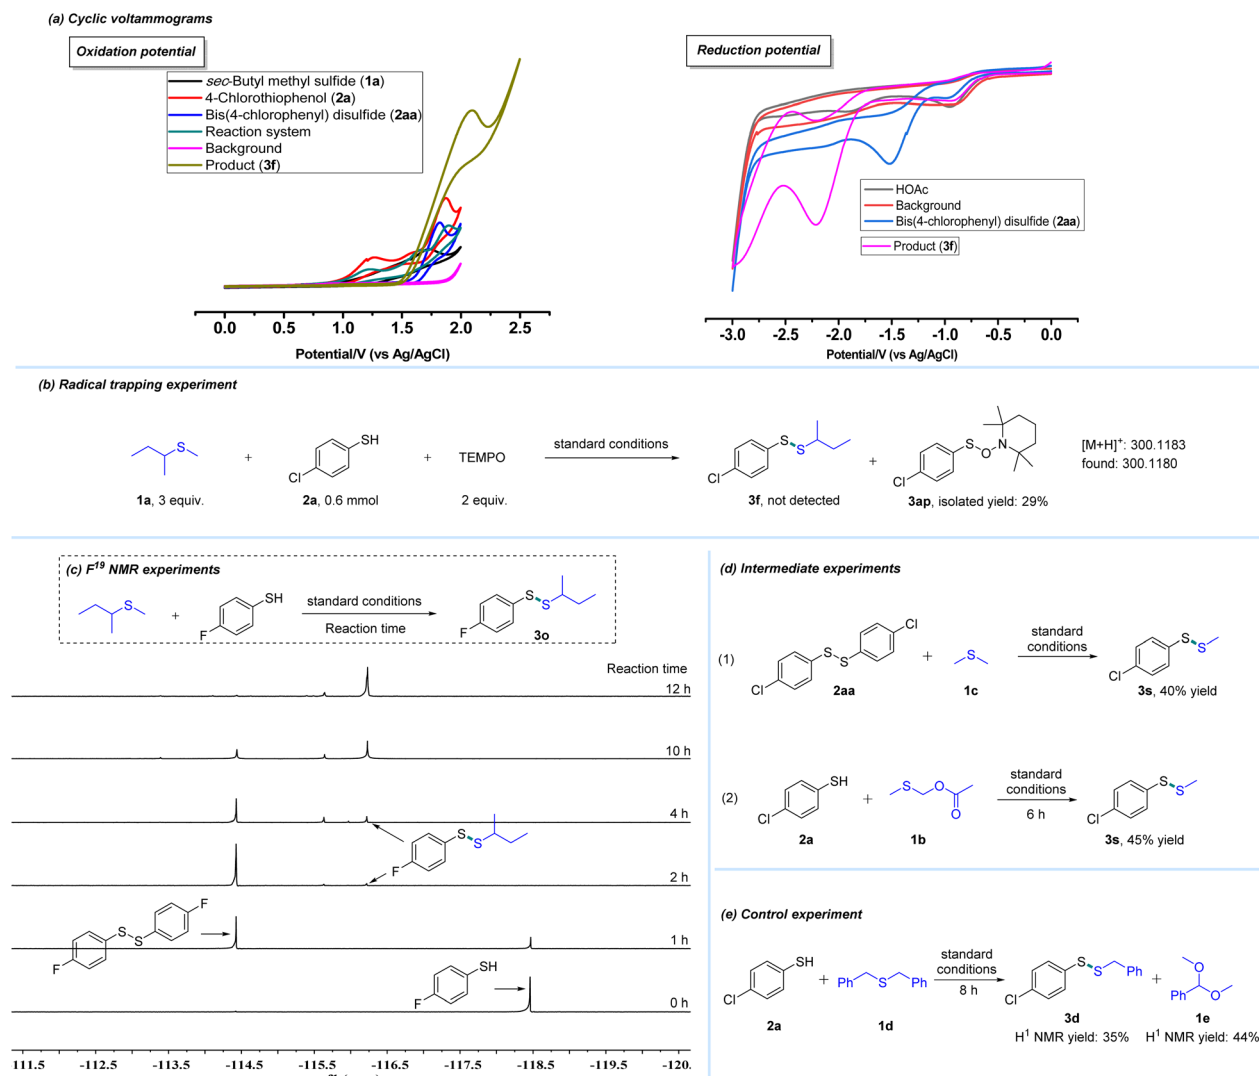 (a) Cyclic voltammograms
Oxidation potential
sec-Butyl methyl sulfide (1a)
4-Chlorothiophenol (2a)
Bis(4-chlorophenyl) disulfide (2aa)
Reaction system
Background
Product (3f)
0.0 0.5 1.0 1.5 2.0 2.5
Potential/V (vs Ag/AgCl)
Reduction potential
HOAc
Background
Bis(4-chlorophenyl) disulfide (2aa)
Product (3f)
-3.0 -2.5 -2.0 -1.5 -1.0 -0.5 0.0
Potential/V (vs Ag/AgCl)
(b) Radical trapping experiment
S
1a, 3 equiv.
+
SH
Cl
2a, 0.6 mmol
+
TEMPO
2 equiv.
standard conditions
S
S
Cl
3f, not detected
+
S
O
N
Cl
3ap, isolated yield: 29%
[M+H]+: 300.1183
found: 300.1180
(c) F19 NMR experiments
S
+
SH
F
standard conditions
Reaction time
S
S
F
3o
Reaction time
12 h
10 h
4 h
S
S
F
2 h
F
S
S
F
1 h
SH
F
0 h
111.5 -112.5 -113.5 -114.5 -115.5 -116.5 -117.5 -118.5 -119.5 -120.
(d) Intermediate experiments
(1)
Cl
S
S
Cl
2aa
+
S
1c
standard
conditions
S
S
Cl
3s, 40% yield
(2)
SH
Cl
2a
+
S
O
O
1b
standard
conditions
6 h
S
S
Cl
3s, 45% yield
(e) Control experiment
SH
Cl
2a
+
Ph
S
Ph
1d
standard
conditions
8 h
S
S
Ph
Cl
3d
H1 NMR yield: 35%
+
O
Ph
O
1e
H1 NMR yield: 44%